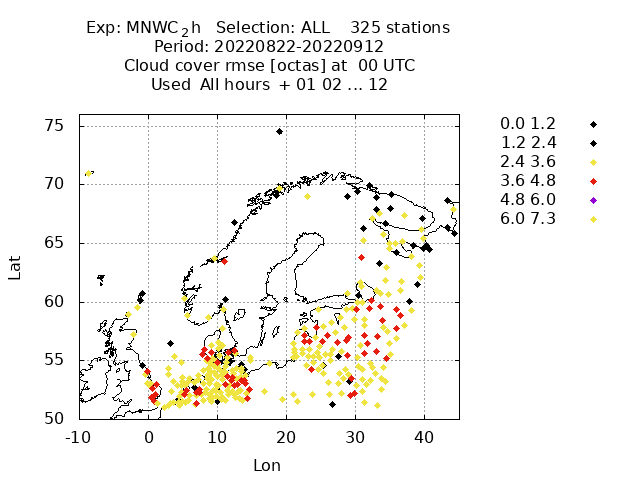 Exp: MNWC2h Selection: ALL 325 stations
Period: 20220822-20220912
Cloud cover rmse [octas] at 00 UTC
Used All hours + 01 02 ... 12
0.0 1.2
1.2 2.4
2.4 3.6
3.6 4.8
4.8 6.0
6.0 7.3
75
70
65
60
55
50
Lat
-10 0 10 20 30 40
Lon